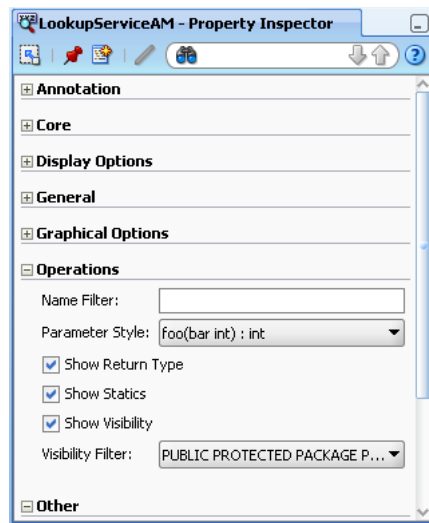 LookupServiceAM - Property Inspector
Annotation
Core
Display Options
General
Graphical Options
Operations
Name Filter:
Parameter Style: foo(bar int) : int
Show Return Type
Show Statics
Show Visibility
Visibility Filter: PUBLIC PROTECTED PACKAGE P...
Other